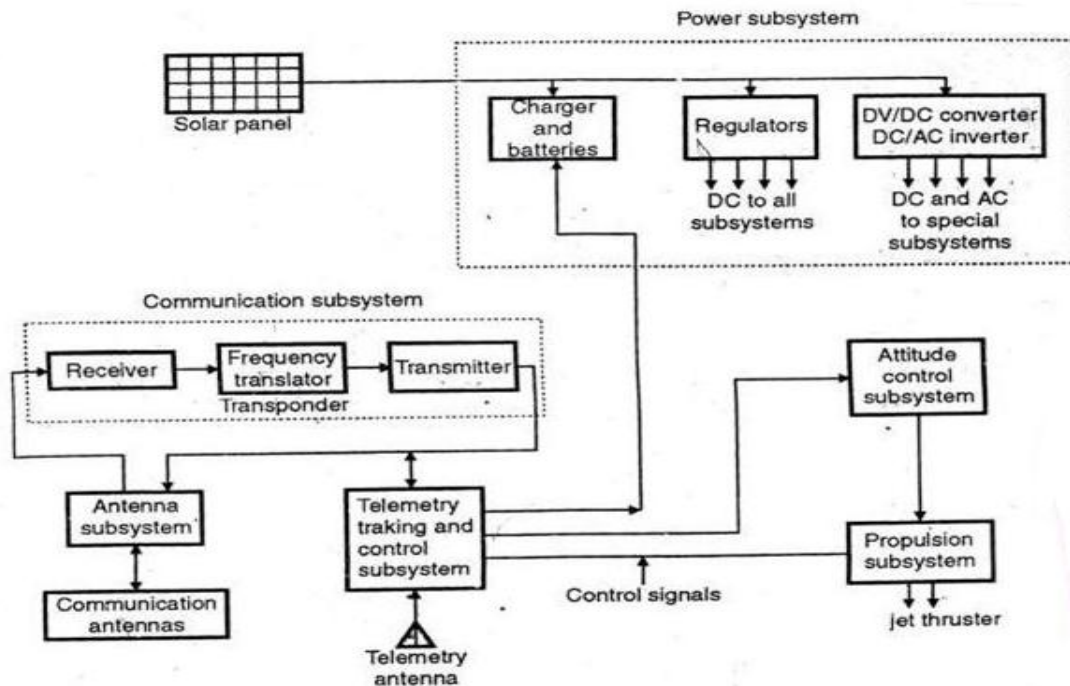 Power subsystem
Solar panel
Charger
and
batteries
Regulators
DV/DC converter
DC/AC inverter
DC to all
subsystems
DC and AC
to special
subsystems
Communication subsystem
Receiver
Frequency
translator
Transmitter
Transponder
Attitude
control
subsystem
Antenna
subsystem
Telemetry
traking and
control
subsystem
Propulsion
subsystem
Control signals
Communication
antennas
jet thruster
Telemetry
antenna